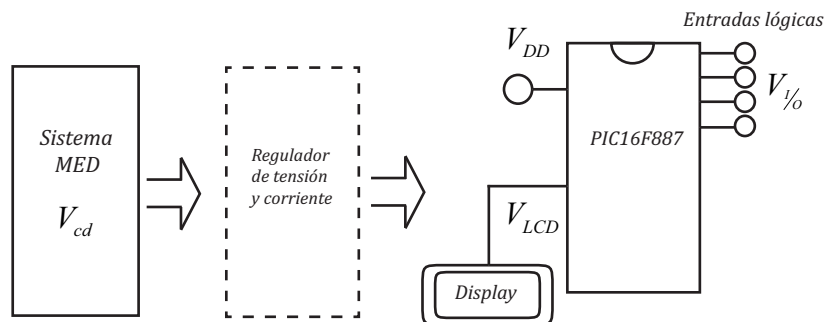 Sistema
MED
V_cd
Regulador
de tensión
y corriente
V_DD
Entradas lógicas
PIC16F887
V_I/O
V_LCD
Display